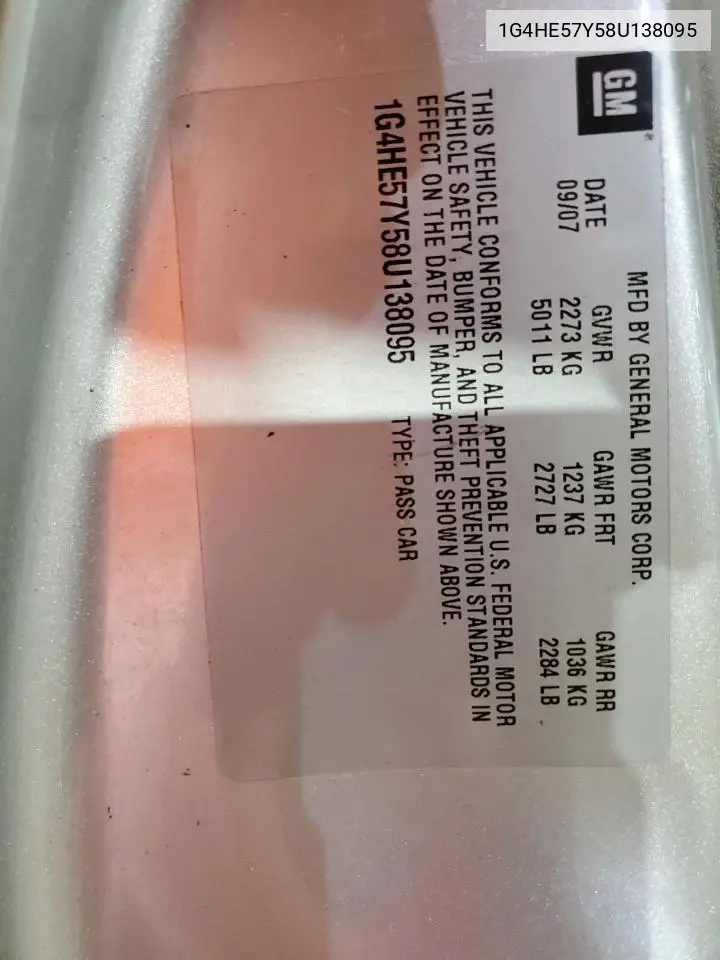 1G4HE57Y58U138095
GM
MFD BY GENERAL MOTORS CORP.
DATE GVWR GAWR FRT GAWR RR
09/07 2273 KG 1237 KG 1036 KG
5011 LB 2727 LB 2284 LB
THIS VEHICLE CONFORMS TO ALL APPLICABLE U.S. FEDERAL MOTOR
VEHICLE SAFETY, BUMPER, AND THEFT PREVENTION STANDARDS IN
EFFECT ON THE DATE OF MANUFACTURE SHOWN ABOVE.
1G4HE57Y58U138095 TYPE: PASS CAR